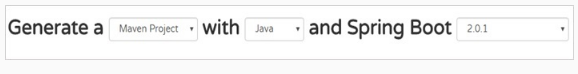 Generate a Maven Project with Java and Spring Boot 2.0.1